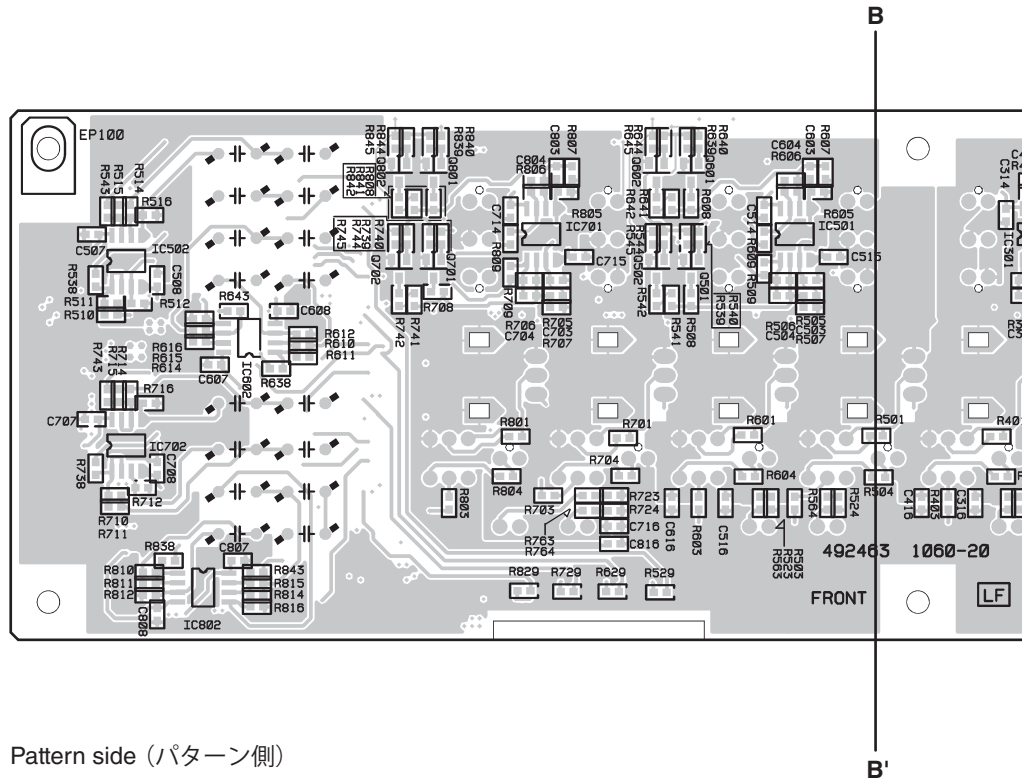 B
EP100
R845
R844
Q802
R839
R840
Q801
R842
R841
R808
R745
R744
R739
R740
Q702
Q701
R742
R741
R708
C804
R806
C803
R807
C714
R805
IC701
R809
C715
R709
R706
C704
C703
R707
R645
R644
Q602
R639
R640
Q601
R642
R641
R608
R545
R544
Q502
Q501
R542
R541
R508
R539
R540
C604
R606
C603
R607
C514
R605
IC501
R609
C515
R509
R506
C504
R505
R507
C314
IC301
R543
R515
R514
R516
C507
IC502
R538
C508
R511
R510
R512
R643
C608
R616
R615
R614
R612
R610
R611
C607
IC602
R638
R743
R715
R714
R716
C707
IC702
R738
C708
R712
R710
R711
R801
R701
R601
R501
R401
R804
R704
R604
R504
R803
R703
R723
R724
R763
R764
C716
C816
C616
R603
C516
R563
R523
R503
R564
R524
C416
R403
C316
492463 1060-20
R838
C807
R810
R811
R812
C808
IC802
R843
R815
R814
R816
R829
R729
R629
R529
FRONT
LF
Pattern side（パターン側）
B'